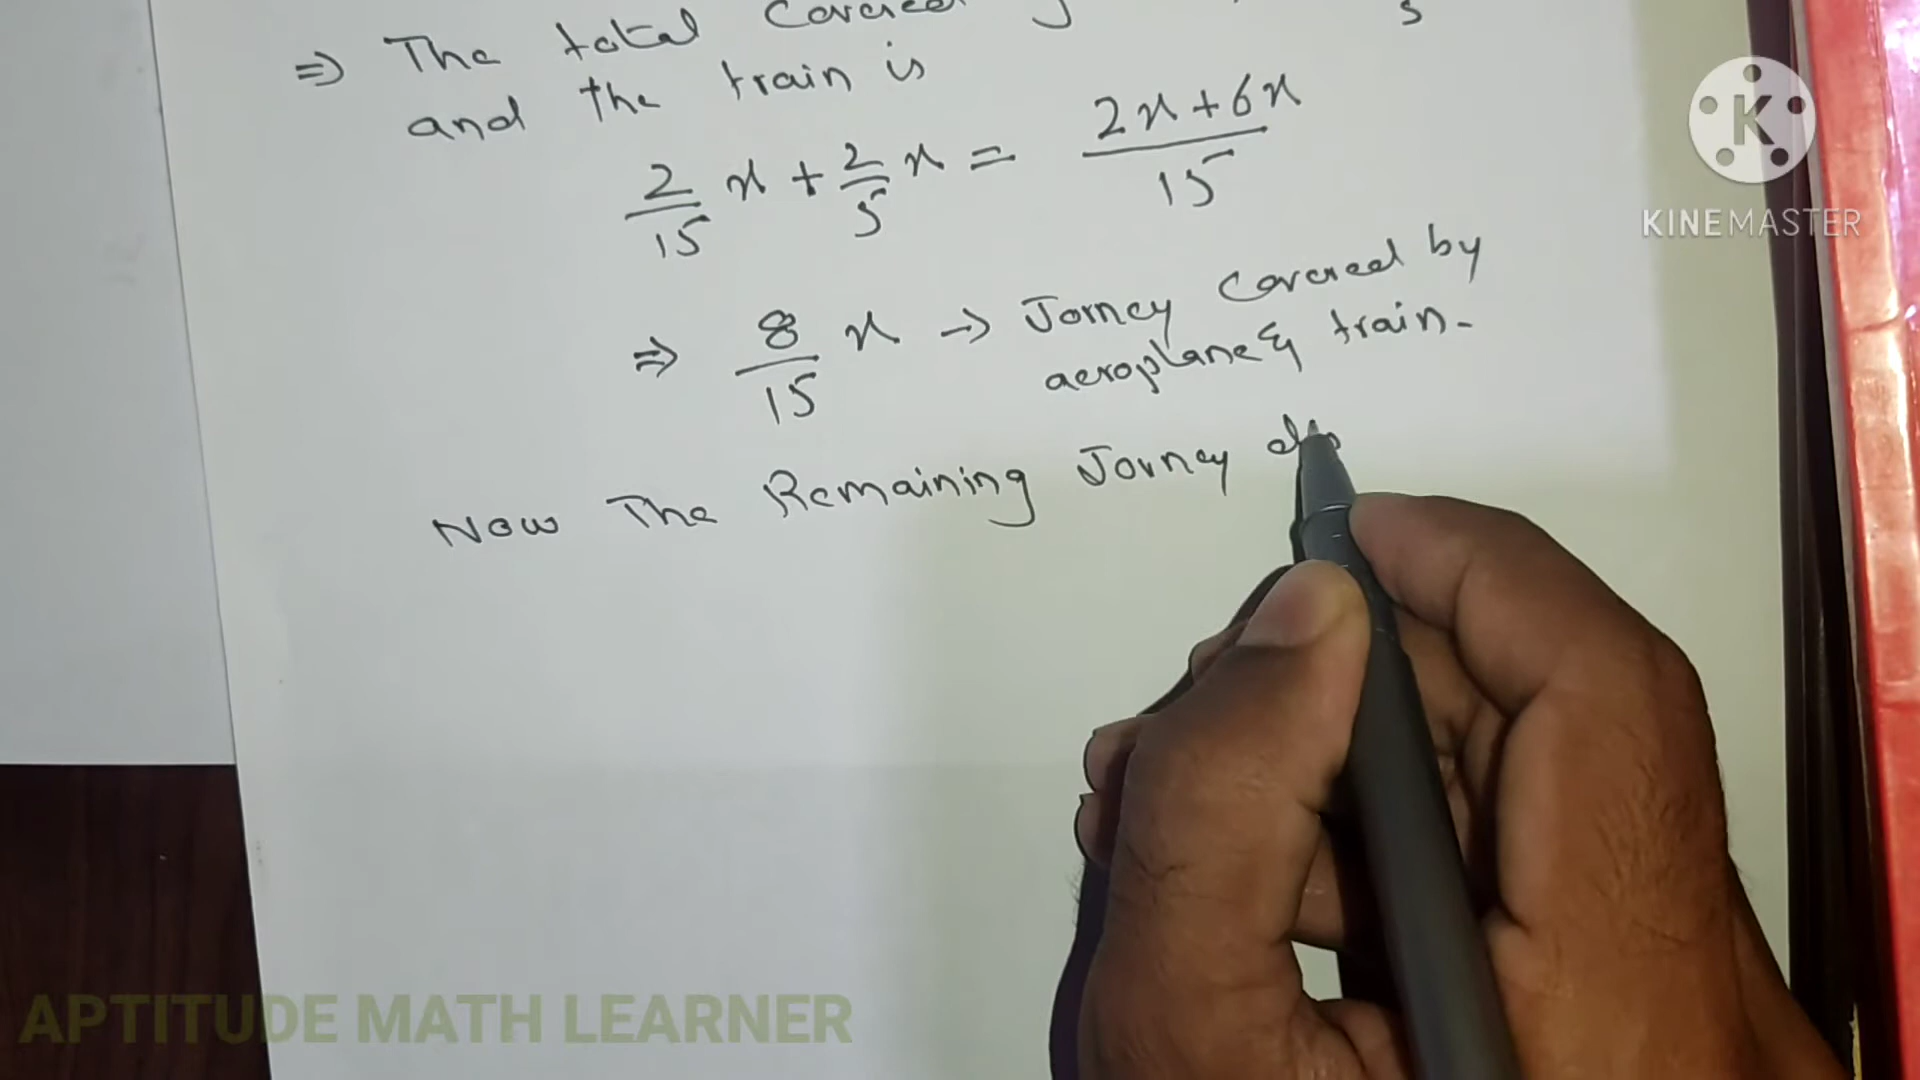 ⇒ The total Covered
and the train is
2/15 x + 2/5 x = 2x+6x/15
⇒ 8/15 x → Jorney Covered by
aeroplane & train.
Now The Remaining Jorney
K
KINEMASTER
APTITUDE MATH LEARNER